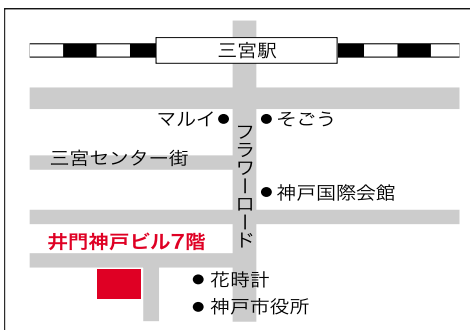 三宮駅
マルイ
そごう
フラワーロード
三宮センター街
神戸国際会館
井門神戸ビル7階
花時計
神戸市役所